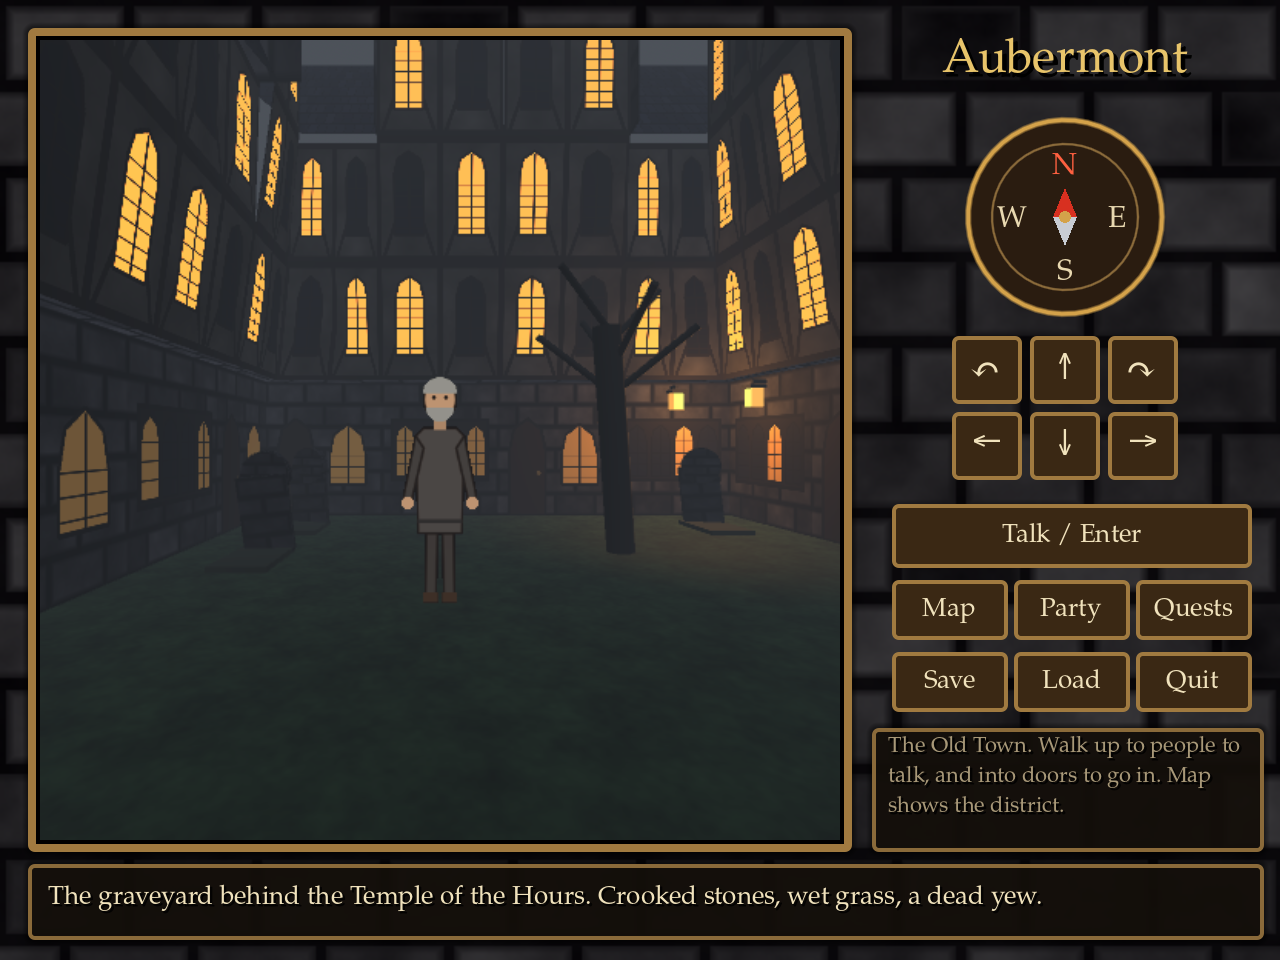 Aubermont
N
W E
S
Talk / Enter
Map Party Quests
Save Load Quit
The Old Town. Walk up to people to
talk, and into doors to go in. Map
shows the district.
The graveyard behind the Temple of the Hours. Crooked stones, wet grass, a dead yew.